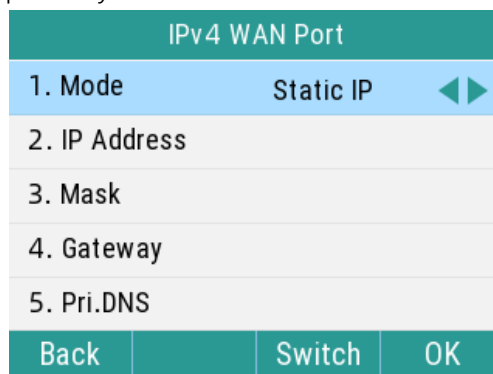 IPv4 WAN Port
1. Mode Static IP
2. IP Address
3. Mask
4. Gateway
5. Pri.DNS
Back Switch OK